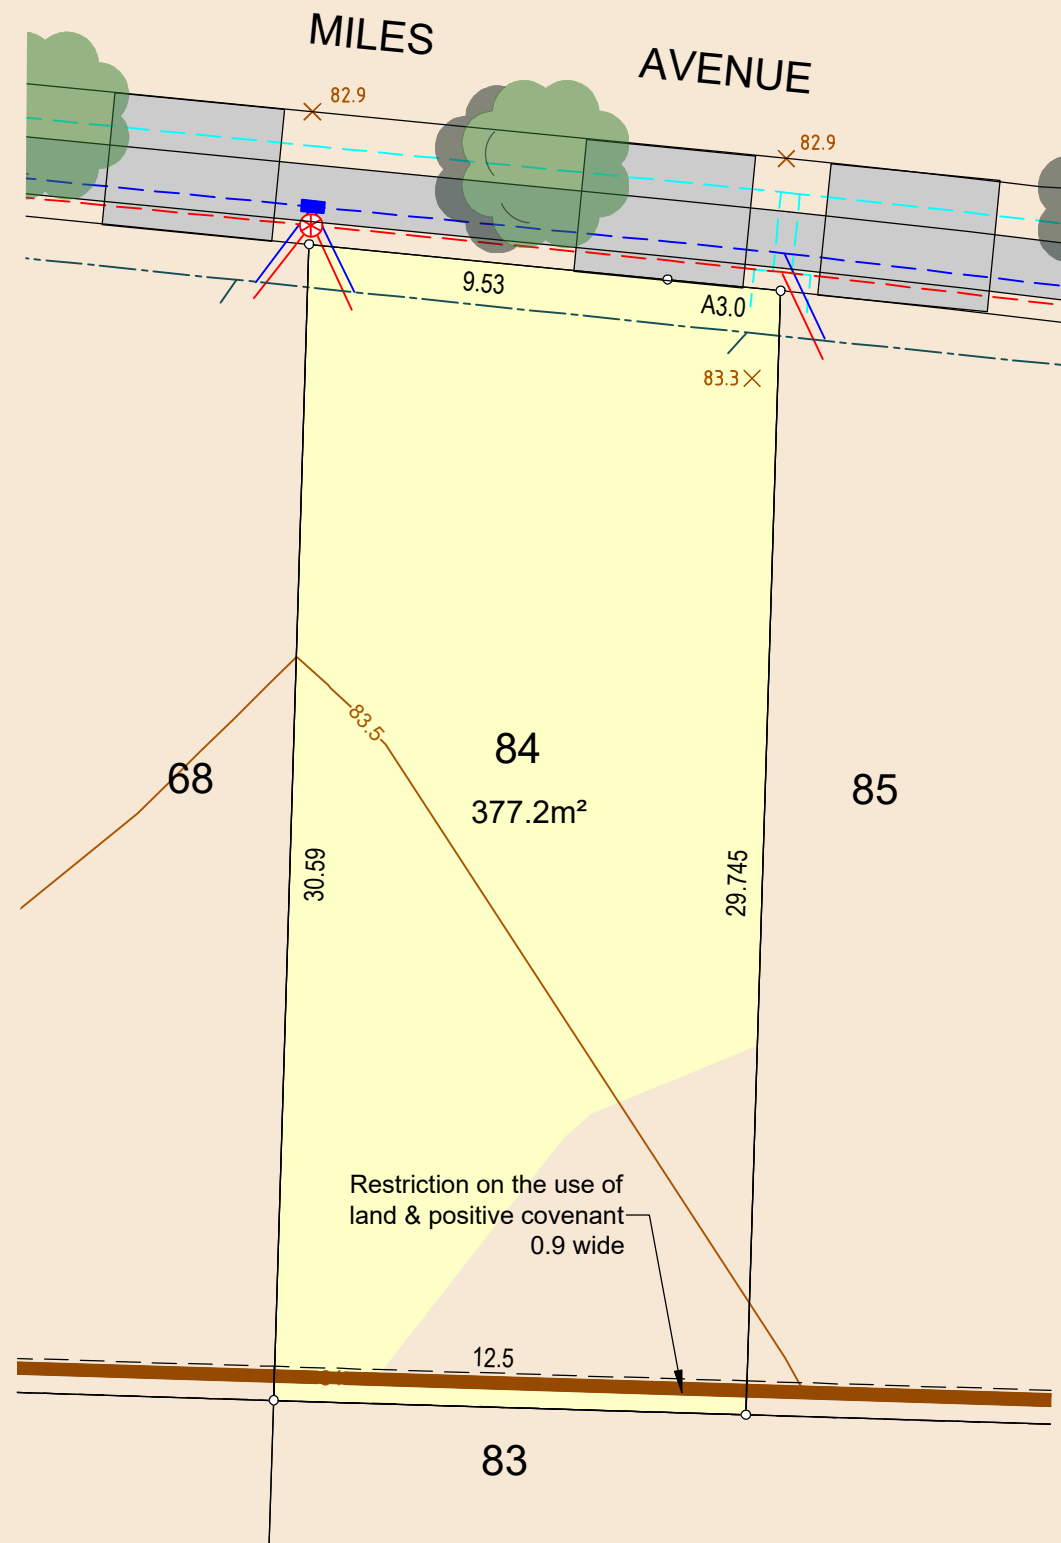 MILES AVENUE
82.9
82.9
9.53
A3.0
83.3
83.5
84
377.2m²
68
85
30.59
29.745
Restriction on the use of
land & positive covenant
0.9 wide
12.5
83